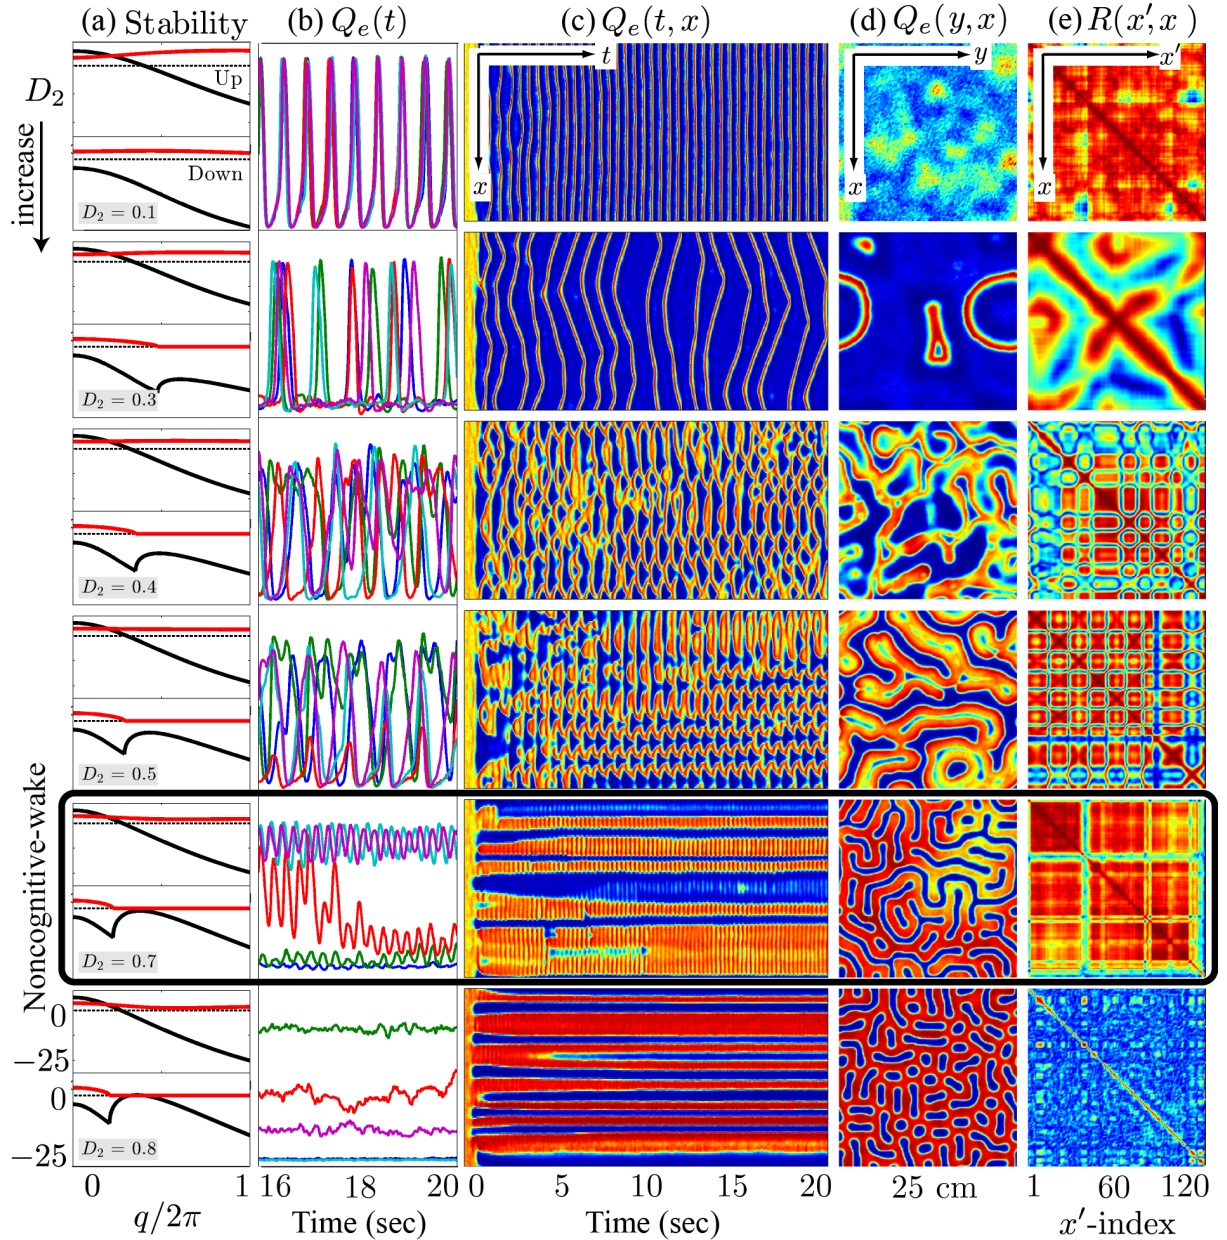 (a) Stability
(b) Q_e(t)
(c) Q_e(t, x)
(d) Q_e(y, x)
(e) R(x′, x)
D_2
increase
Up
Down
D_2 = 0.1
t
x
y
x
x′
x
D_2 = 0.3
D_2 = 0.4
D_2 = 0.5
Noncognitive-wake
D_2 = 0.7
0
−25
0
−25
D_2 = 0.8
0 1
q/2π
16 20
Time (sec)
0 5 10 15 20
Time (sec)
25 cm
1 60 120
x′-index